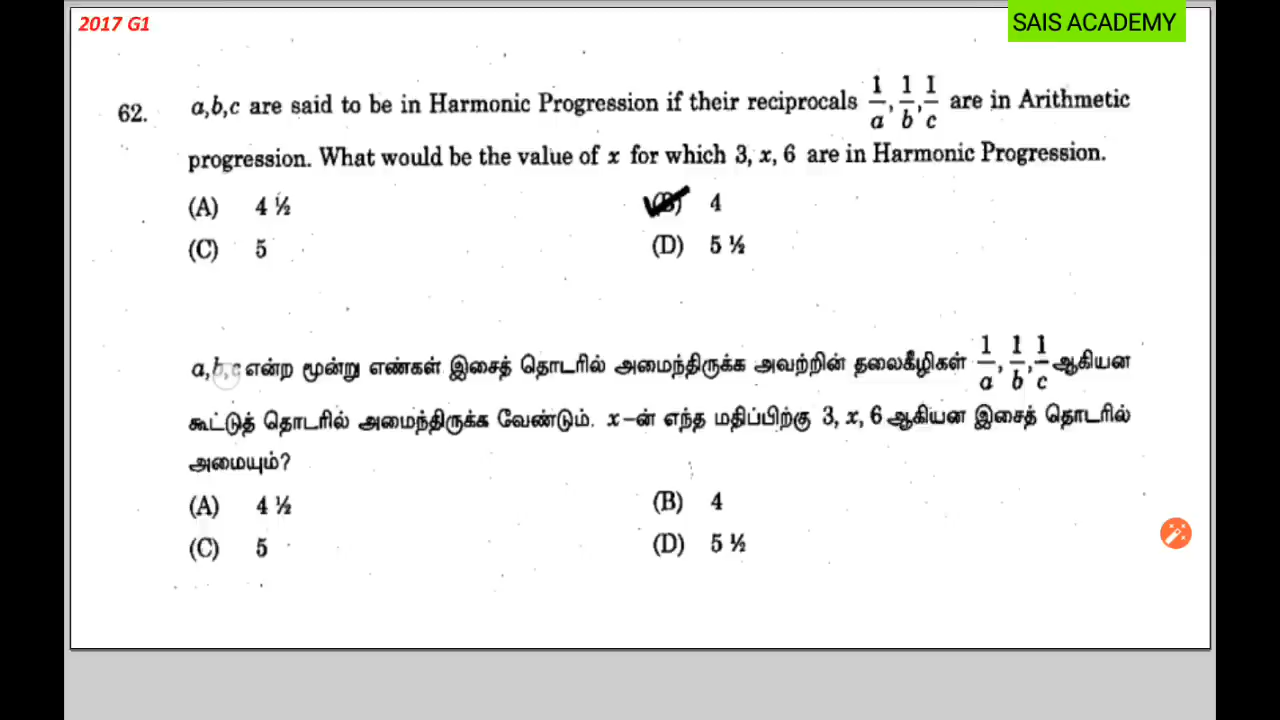 2017 G1
SAIS ACADEMY
62. a,b,c are said to be in Harmonic Progression if their reciprocals 1/a, 1/b, 1/c are in Arithmetic
progression. What would be the value of x for which 3, x, 6 are in Harmonic Progression.
(A) 4 ½ (B) 4
(C) 5 (D) 5 ½
a,b,c என்ற மூன்று எண்கள் இசைத் தொடரில் அமைந்திருக்க அவற்றின் தலைகீழிகள் 1/a, 1/b, 1/c ஆகியன
கூட்டுத் தொடரில் அமைந்திருக்க வேண்டும். x–ன் எந்த மதிப்பிற்கு 3, x, 6 ஆகியன இசைத் தொடரில்
அமையும்?
(A) 4 ½ (B) 4
(C) 5 (D) 5 ½